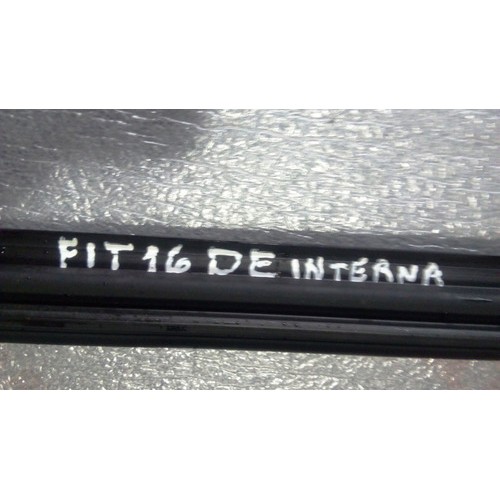 FIT 16 DE INTERNA